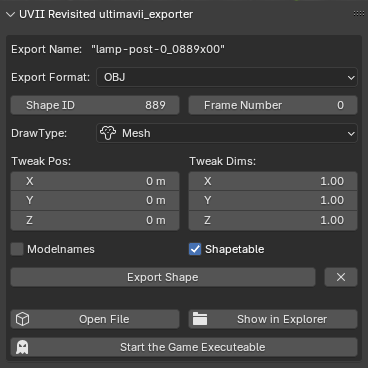 UVII Revisited ultimavii_exporter
Export Name: "lamp-post-0_0889x00"
Export Format: OBJ
Shape ID 889 Frame Number 0
DrawType: Mesh
Tweak Pos: Tweak Dims:
X 0 m X 1.00
Y 0 m Y 1.00
Z 0 m Z 1.00
Modelnames Shapetable
Export Shape
Open File Show in Explorer
Start the Game Executeable